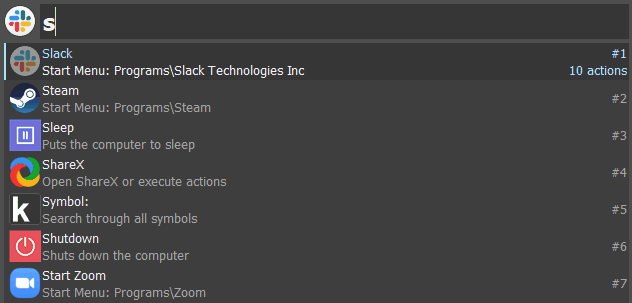 s
Slack #1
Start Menu: Programs\Slack Technologies Inc 10 actions
Steam
Start Menu: Programs\Steam #2
Sleep
Puts the computer to sleep #3
ShareX
Open ShareX or execute actions #4
k
Symbol:
Search through all symbols #5
Shutdown
Shuts down the computer #6
Start Zoom
Start Menu: Programs\Zoom #7